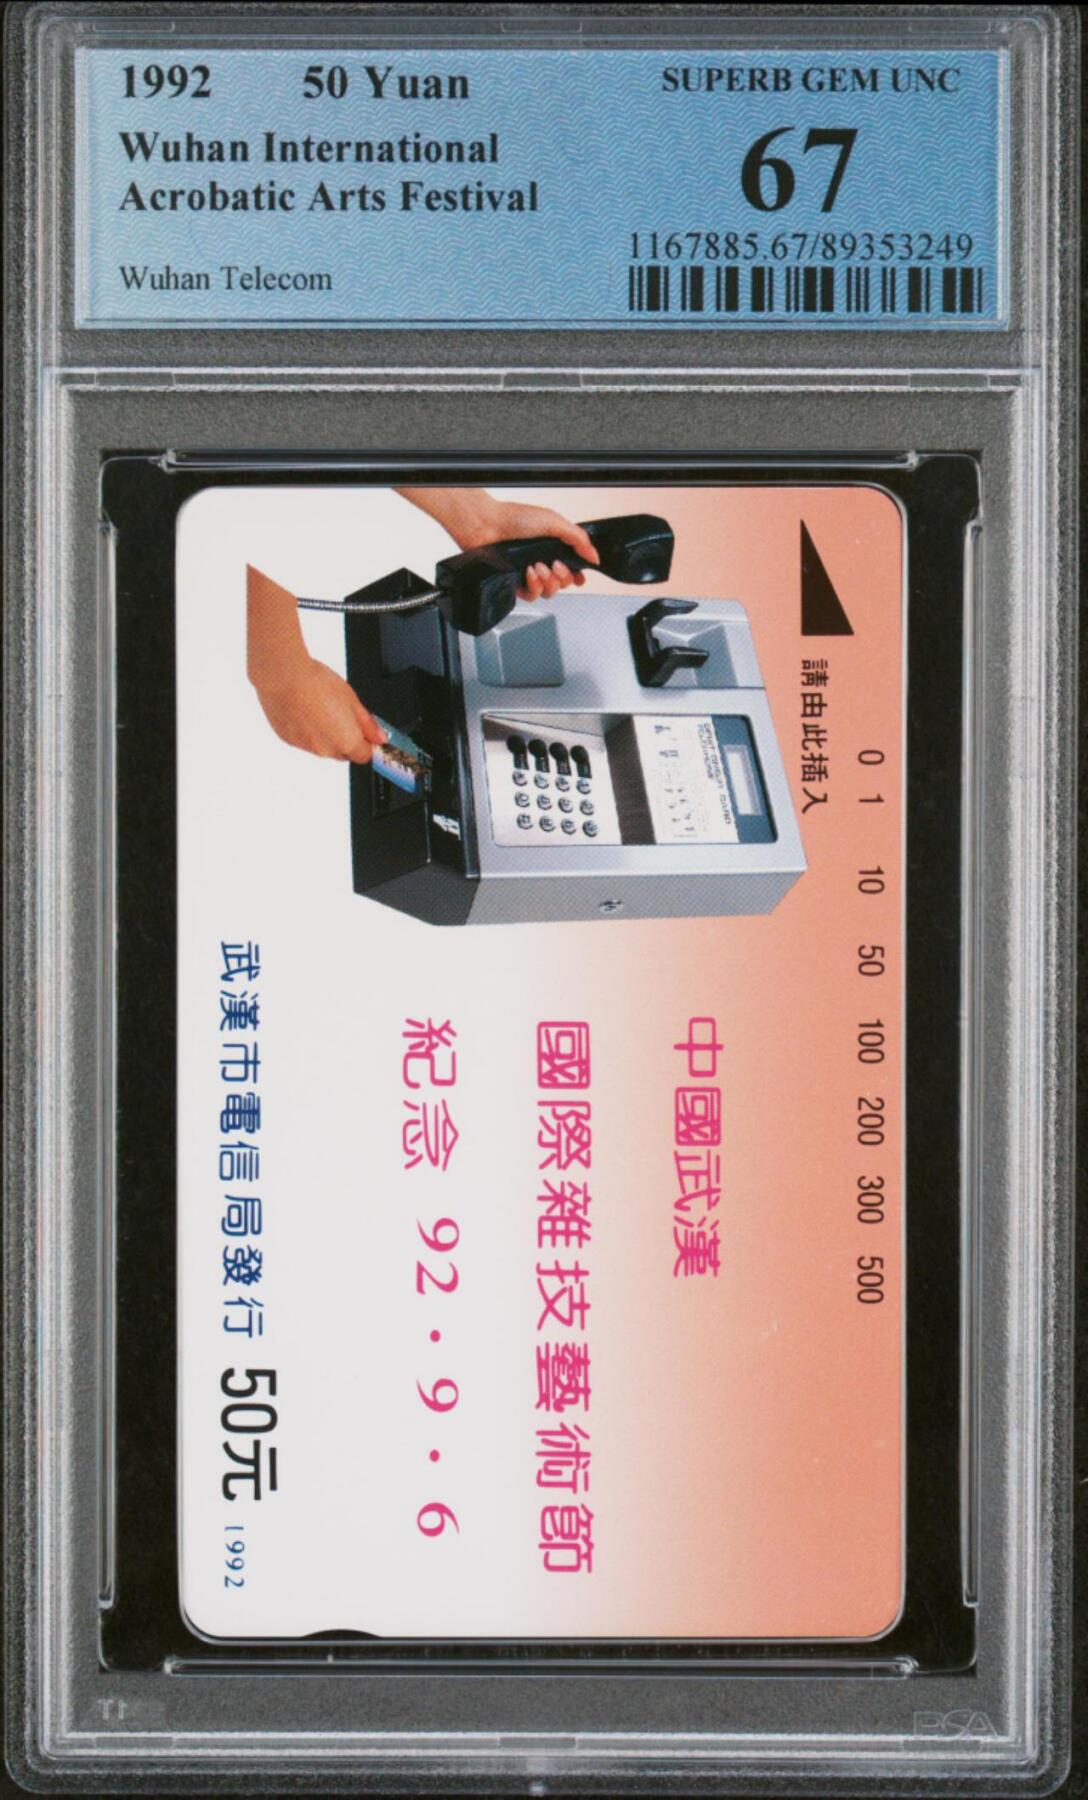 1992 50 Yuan
SUPERB GEM UNC
Wuhan International
Acrobatic Arts Festival
67
1167885.67/89353249
Wuhan Telecom
請由此插入
0 1 10 50 100 200 300 500
中國武漢
國際雜技藝術節
紀念 92·9·6
武漢市電信局發行 50元 1992
PSA